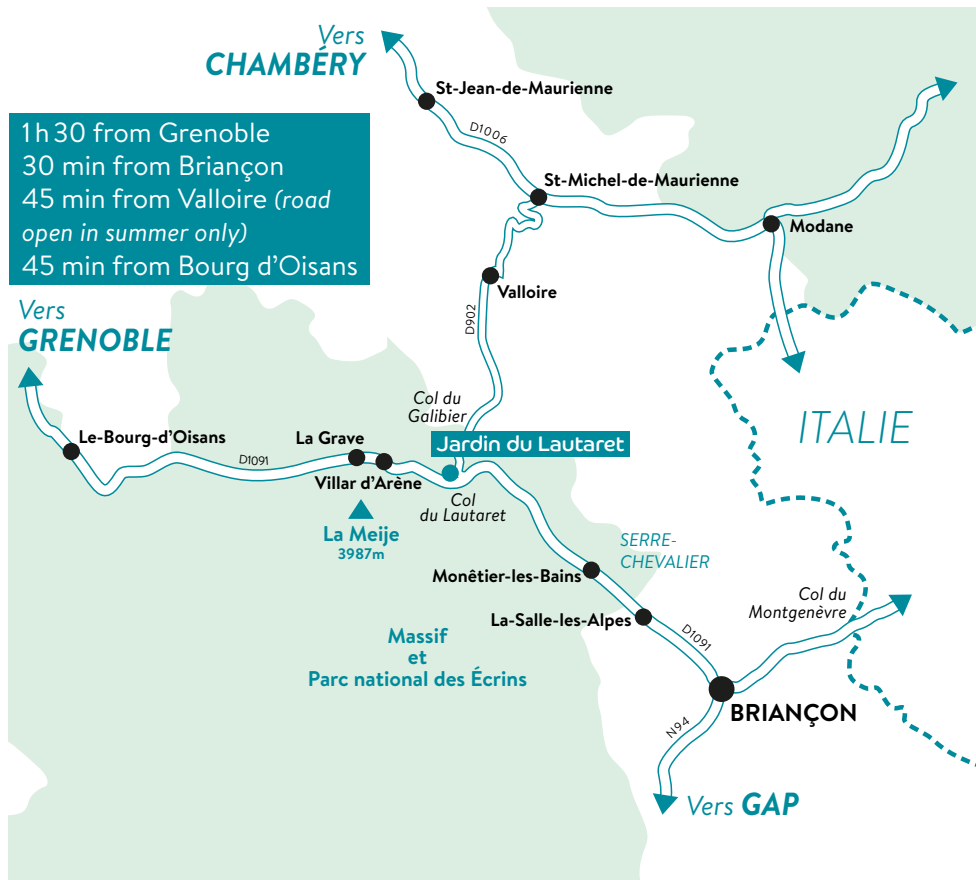 Vers
CHAMBÉRY
St-Jean-de-Maurienne
D1006
1h30 from Grenoble
30 min from Briançon
45 min from Valloire (road
open in summer only)
45 min from Bourg d'Oisans
St-Michel-de-Maurienne
Modane
Valloire
D902
Vers
GRENOBLE
Col du
Galibier
ITALIE
Le-Bourg-d'Oisans
La Grave
Jardin du Lautaret
D1091
Villar d'Arène
Col
du Lautaret
La Meije
3987m
SERRE-
CHEVALIER
Monêtier-les-Bains
Col du
Montgenèvre
La-Salle-les-Alpes
D1091
Massif
et
Parc national des Écrins
BRIANÇON
N94
Vers GAP